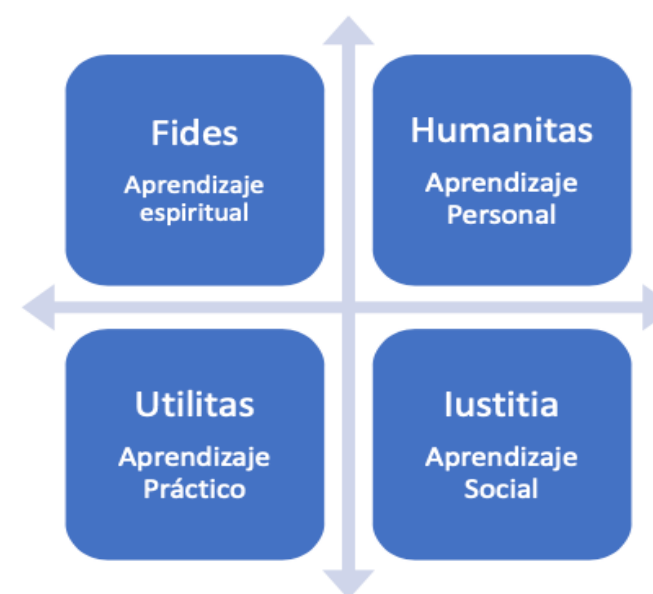 Fides
Aprendizaje
espiritual
Humanitas
Aprendizaje
Personal
Utilitas
Aprendizaje
Práctico
Iustitia
Aprendizaje
Social